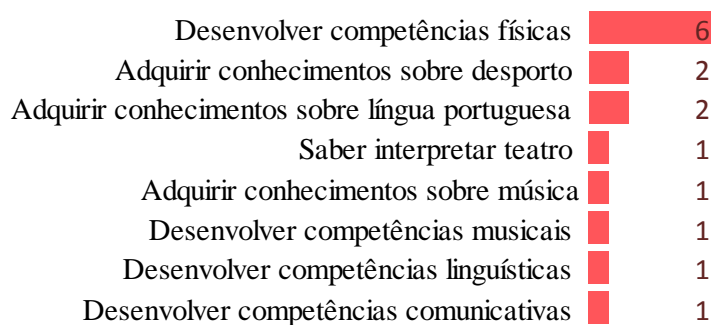 Desenvolver competências físicas 6
Adquirir conhecimentos sobre desporto 2
Adquirir conhecimentos sobre língua portuguesa 2
Saber interpretar teatro 1
Adquirir conhecimentos sobre música 1
Desenvolver competências musicais 1
Desenvolver competências linguísticas 1
Desenvolver competências comunicativas 1